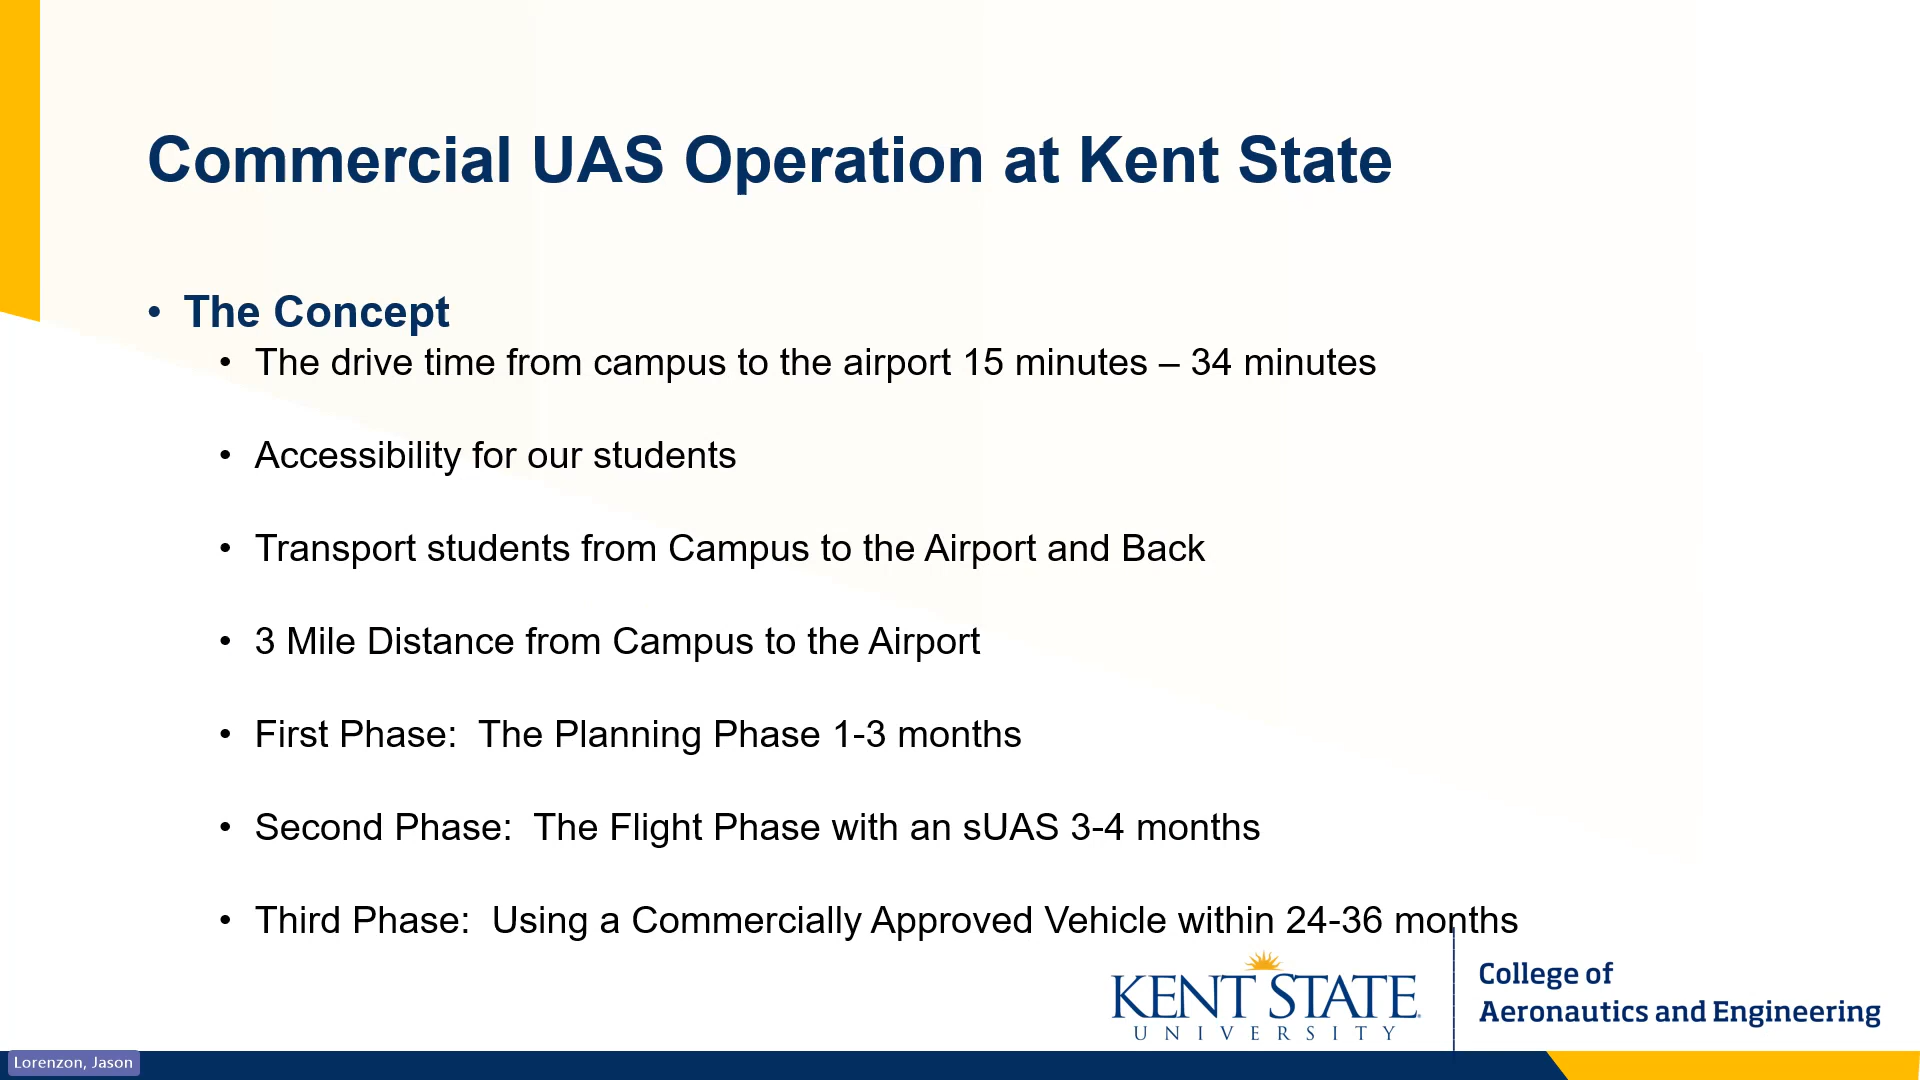 Commercial UAS Operation at Kent State
• The Concept
• The drive time from campus to the airport 15 minutes – 34 minutes
• Accessibility for our students
• Transport students from Campus to the Airport and Back
• 3 Mile Distance from Campus to the Airport
• First Phase:  The Planning Phase 1-3 months
• Second Phase:  The Flight Phase with an sUAS 3-4 months
• Third Phase:  Using a Commercially Approved Vehicle within 24-36 months
KENT STATE
UNIVERSITY
College of
Aeronautics and Engineering
Lorenzon, Jason